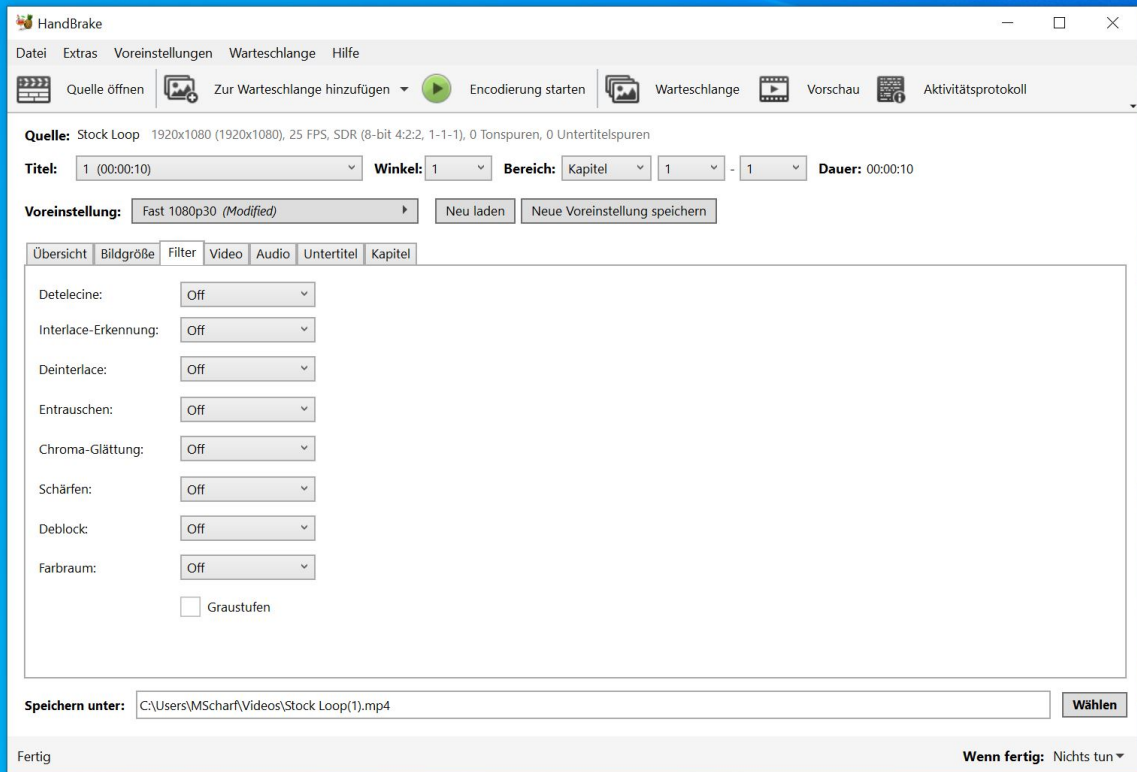 HandBrake
Datei Extras Voreinstellungen Warteschlange Hilfe
Quelle öffnen Zur Warteschlange hinzufügen Encodierung starten Warteschlange Vorschau Aktivitätsprotokoll
Quelle: Stock Loop 1920x1080 (1920x1080), 25 FPS, SDR (8-bit 4:2:2, 1-1-1), 0 Tonspuren, 0 Untertitelspuren
Titel: 1 (00:00:10) Winkel: 1 Bereich: Kapitel 1 - 1 Dauer: 00:00:10
Voreinstellung: Fast 1080p30 (Modified) Neu laden Neue Voreinstellung speichern
Übersicht Bildgröße Filter Video Audio Untertitel Kapitel
Detelecine: Off
Interlace-Erkennung: Off
Deinterlace: Off
Entrauschen: Off
Chroma-Glättung: Off
Schärfen: Off
Deblock: Off
Farbraum: Off
Graustufen
Speichern unter: C:\Users\MScharf\Videos\Stock Loop(1).mp4 Wählen
Fertig Wenn fertig: Nichts tun